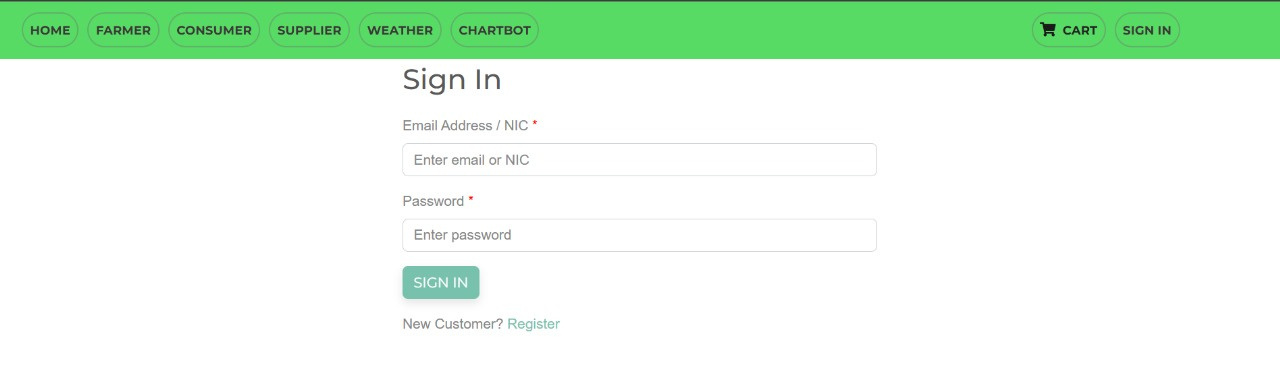 HOME FARMER CONSUMER SUPPLIER WEATHER CHARTBOT CART SIGN IN
Sign In
Email Address / NIC *
Enter email or NIC
Password *
Enter password
SIGN IN
New Customer? Register